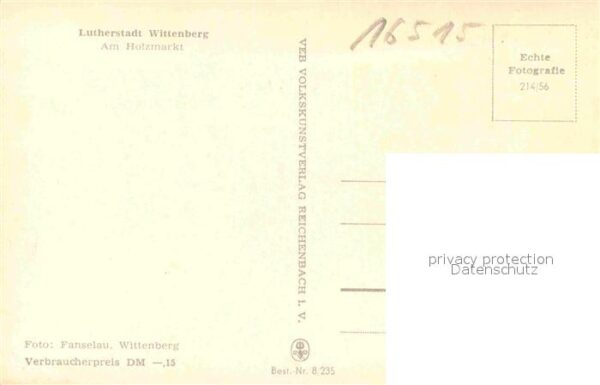 Lutherstadt Wittenberg
Am Holzmarkt
16515
Echte
Fotografie
214/56
VEB VOLKSKUNSTVERLAG REICHENBACH I. V.
privacy protection
Datenschutz
Foto: Fanselau, Wittenberg
Verbraucherpreis DM —,15
Best.-Nr. 8 235